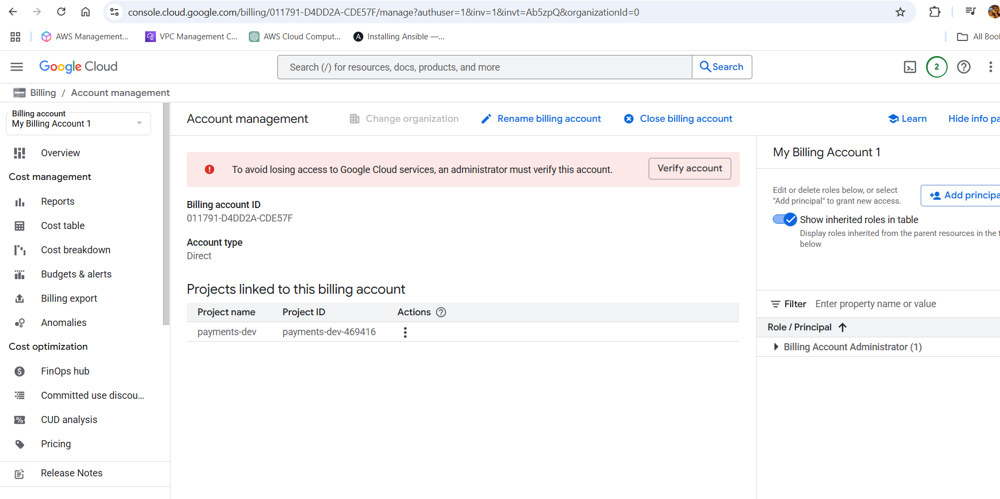 console.cloud.google.com/billing/011791-D4DD2A-CDE57F/manage?authuser=1&inv=1&invt=Ab5zpQ&organizationId=0
AWS Management... VPC Management C... AWS Cloud Comput... Installing Ansible —... All Bool
Google Cloud
Search (/) for resources, docs, products, and more
Search
2
Billing / Account management
Billing account
My Billing Account 1
Overview
Cost management
Reports
Cost table
Cost breakdown
Budgets & alerts
Billing export
Anomalies
Cost optimization
FinOps hub
Committed use discou...
CUD analysis
Pricing
Release Notes
Account management Change organization Rename billing account Close billing account Learn Hide info pa
To avoid losing access to Google Cloud services, an administrator must verify this account. Verify account
Billing account ID
011791-D4DD2A-CDE57F
Account type
Direct
Projects linked to this billing account
Project name Project ID Actions
payments-dev payments-dev-469416
My Billing Account 1
Edit or delete roles below, or select
"Add principal" to grant new access.
Add principa
Show inherited roles in table
Display roles inherited from the parent resources in the t
below
Filter Enter property name or value
Role / Principal
Billing Account Administrator (1)